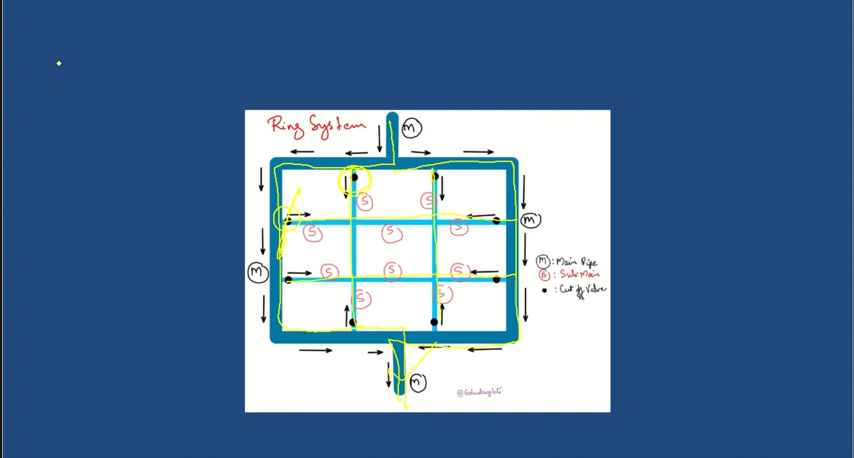 Ring System
M
S S
M
S S S
S S S
M
S S
M
M : Main Pipe
S : Sub Main
• : Cut off Valve